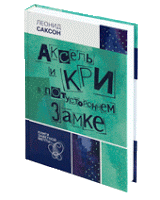 ЛЕОНИД
САКСОН
АКСЕЛЬ
И КРИ
В ПОТУСТОРОННЕМ
ЗАМКЕ